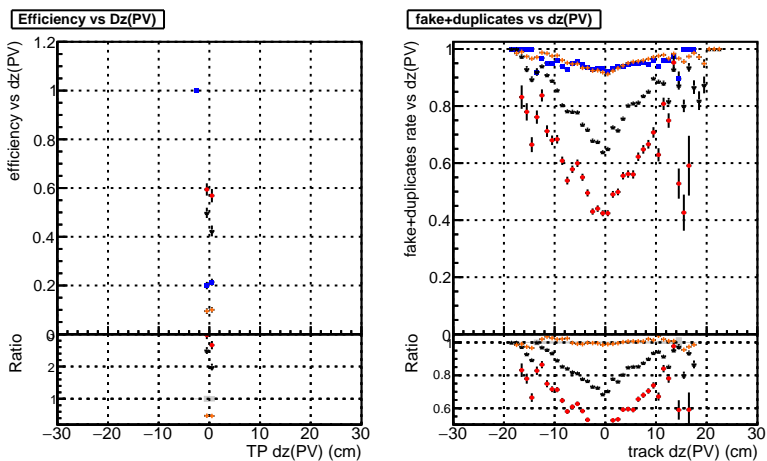 Efficiency vs Dz(PV)
efficiency vs dz(PV)
1.2
1
0.8
0.6
0.4
0.2
0
Ratio
2
1
−30 −20 −10 0 10 20 30
TP dz(PV) (cm)
fake+duplicates vs dz(PV)
fake+duplicates rate vs dz(PV)
1
0.8
0.6
0.4
0.2
Ratio
1
0.8
0.6
−30 −20 −10 0 10 20 30
track dz(PV) (cm)